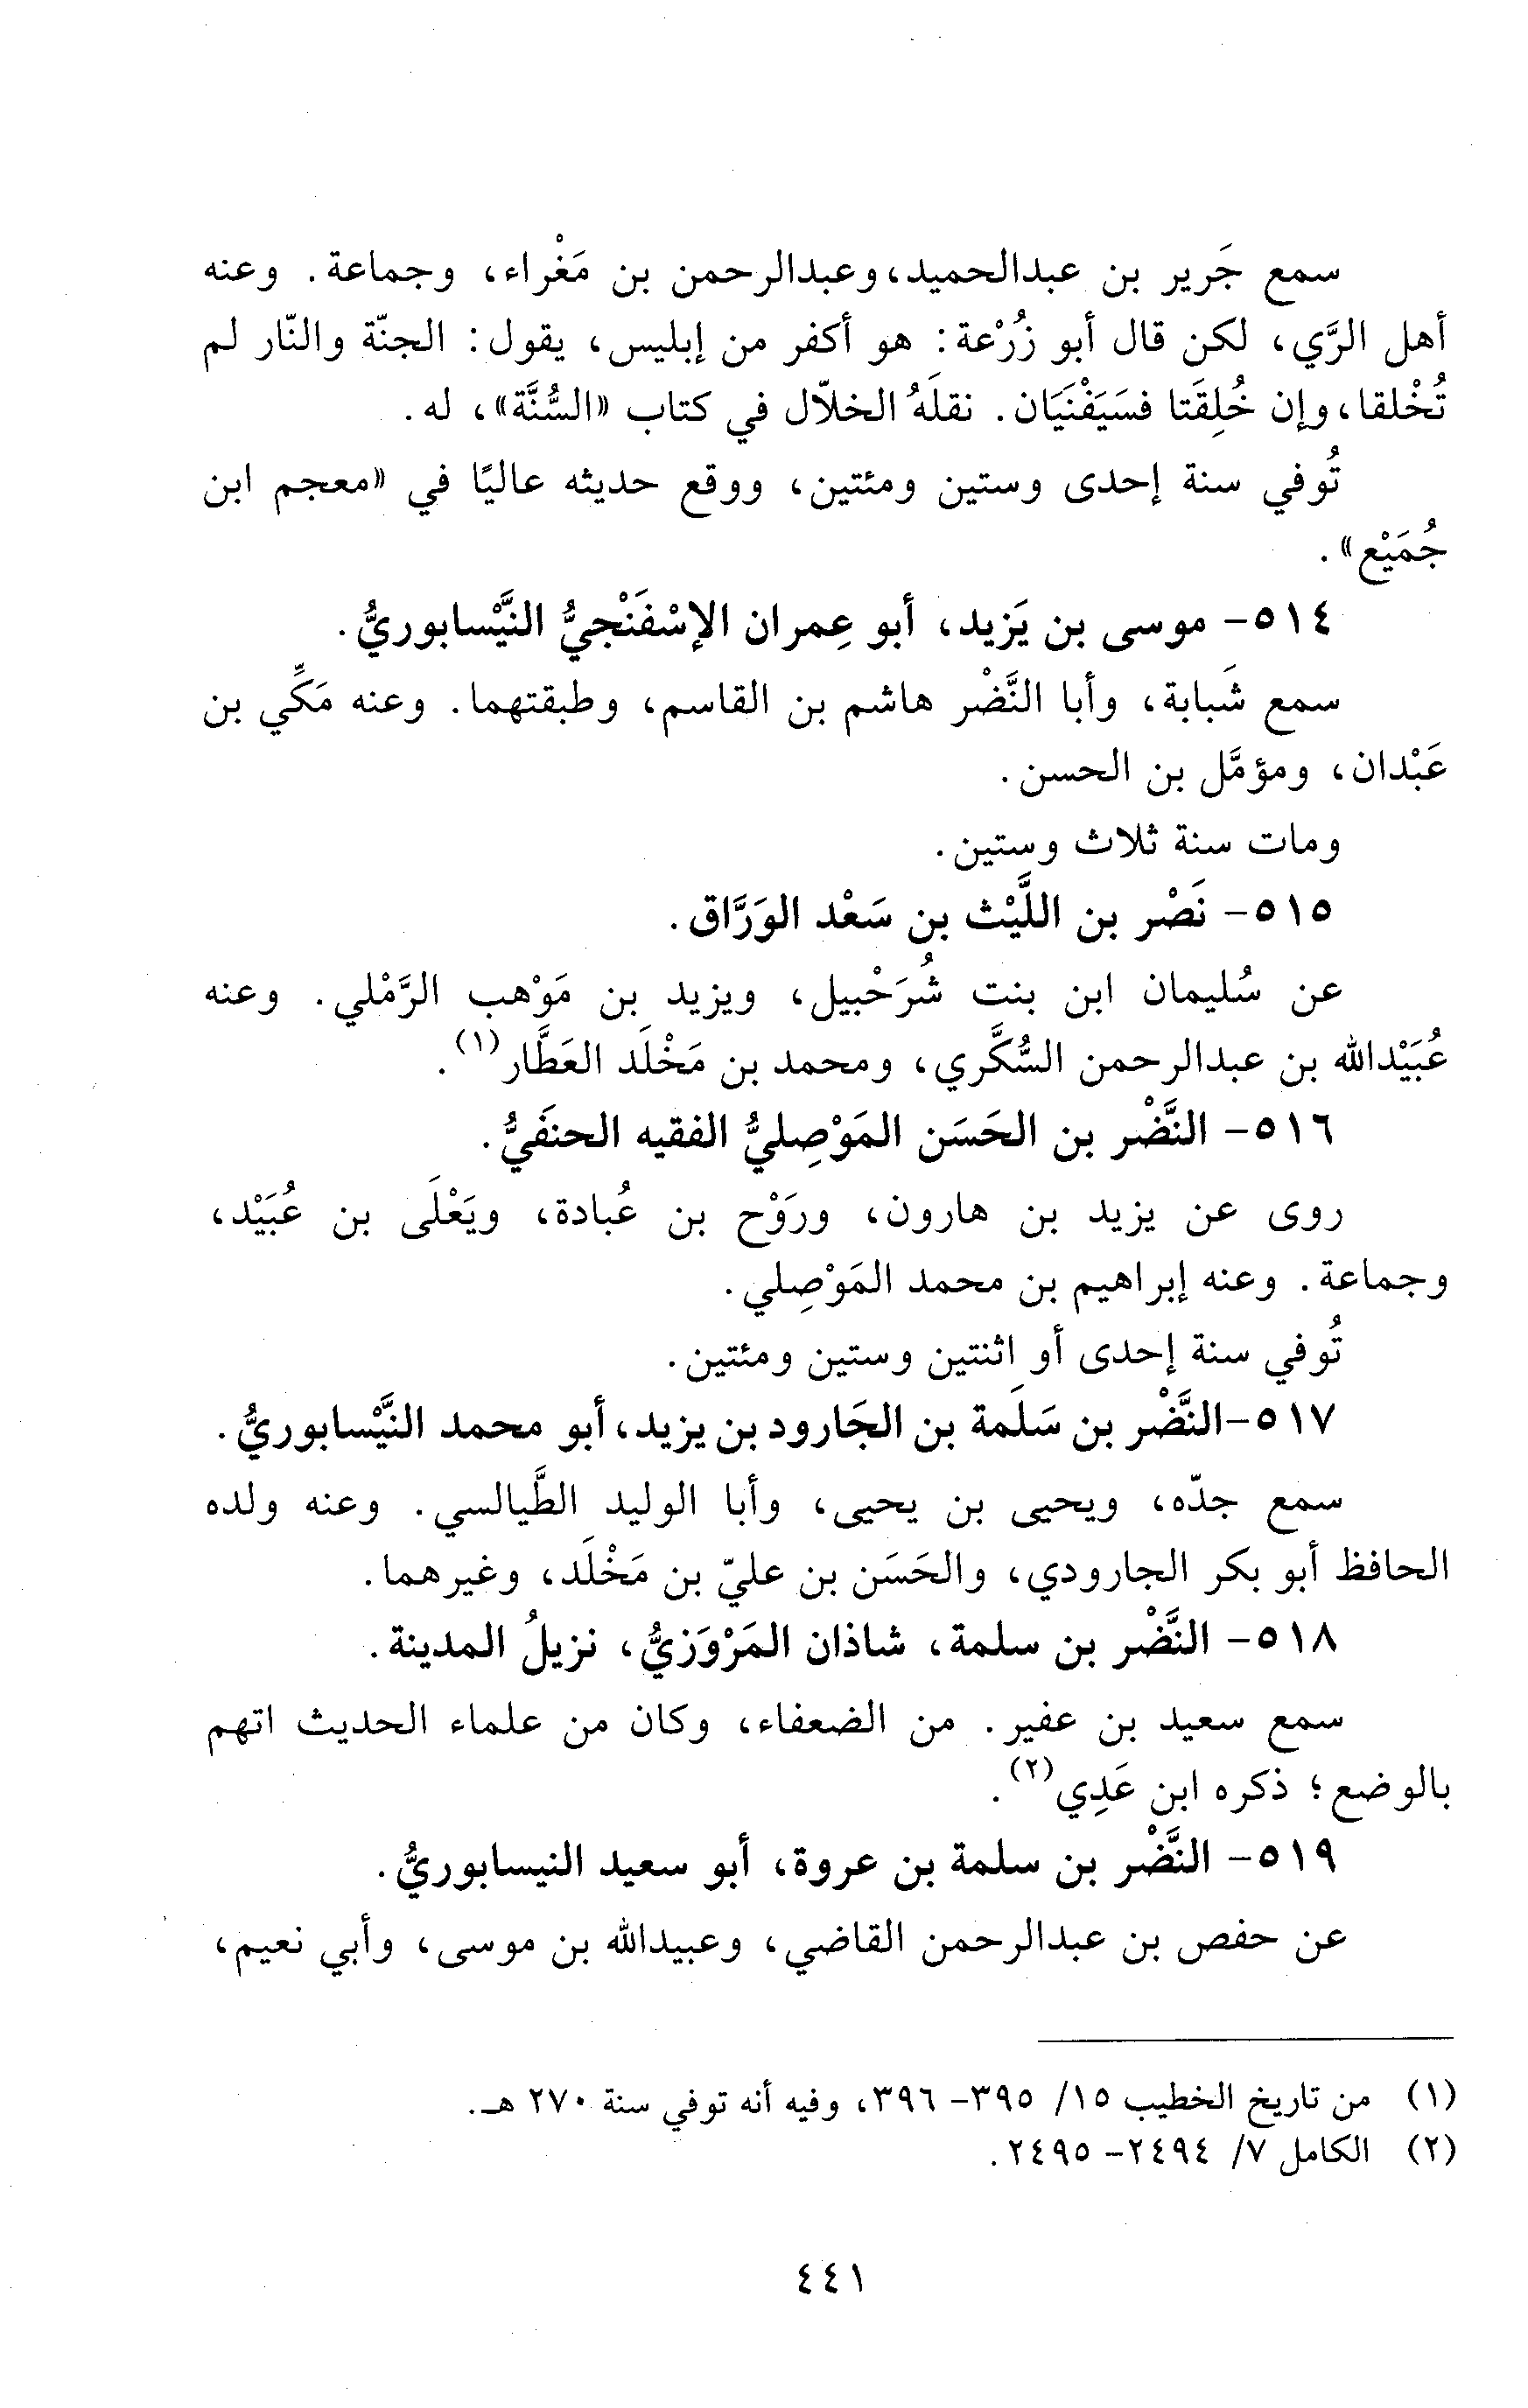 سمع جَرير بن عبدالحميد، وعبدالرحمن بن مَغْراء، وجماعة. وعنه
أهل الرَّي، لكن قال أبو زُرْعة: هو أكفر من إبليس، يقول: الجنّة والنّار لم
تُخْلقا، وإن خُلِقَتا فسَيَفْنَيَان. نقلَهُ الخلاّل في كتاب «السُّنَّة»، له.
تُوفي سنة إحدى وستين ومئتين، ووقع حديثه عاليًا في «معجم ابن
جُمَيْع».
٥١٤- موسى بن يَزيد، أبو عِمران الإسْفَنْجيُّ النَّيْسابوريُّ.
سمع شَبابة، وأبا النَّضْر هاشم بن القاسم، وطبقتهما. وعنه مَكِّي بن
عَبْدان، ومؤمَّل بن الحسن.
ومات سنة ثلاث وستين.
٥١٥- نَصْر بن اللَّيْث بن سَعْد الوَرَّاق.
عن سُليمان ابن بنت شُرَحْبيل، ويزيد بن مَوْهب الرَّمْلي. وعنه
عُبَيْدالله بن عبدالرحمن السُّكَّري، ومحمد بن مَخْلَد العَطَّار(١).
٥١٦- النَّضْر بن الحَسَن المَوْصِليُّ الفقيه الحنفَيُّ.
روى عن يزيد بن هارون، ورَوْح بن عُبادة، ويَعْلَى بن عُبَيْد،
وجماعة. وعنه إبراهيم بن محمد المَوْصِلي.
تُوفي سنة إحدى أو اثنتين وستين ومئتين.
٥١٧-النَّضْر بن سَلَمة بن الجَارود بن يزيد، أبو محمد النَّيْسابوريُّ.
سمع جدّه، ويحيى بن يحيى، وأبا الوليد الطَّيالسي. وعنه ولده
الحافظ أبو بكر الجارودي، والحَسَن بن عليّ بن مَخْلَد، وغيرهما.
٥١٨- النَّضْر بن سلمة، شاذان المَرْوَزيُّ، نزيلُ المدينة.
سمع سعيد بن عفير. من الضعفاء، وكان من علماء الحديث اتهم
بالوضع؛ ذكره ابن عَدِي(٢).
٥١٩- النَّضْر بن سلمة بن عروة، أبو سعيد النيسابوريُّ.
عن حفص بن عبدالرحمن القاضي، وعبيدالله بن موسى، وأبي نعيم،
(١) من تاريخ الخطيب ١٥/ ٣٩٥- ٣٩٦، وفيه أنه توفي سنة ٢٧٠ هـ.
(٢) الكامل ٧/ ٢٤٩٤- ٢٤٩٥.
٤٤١